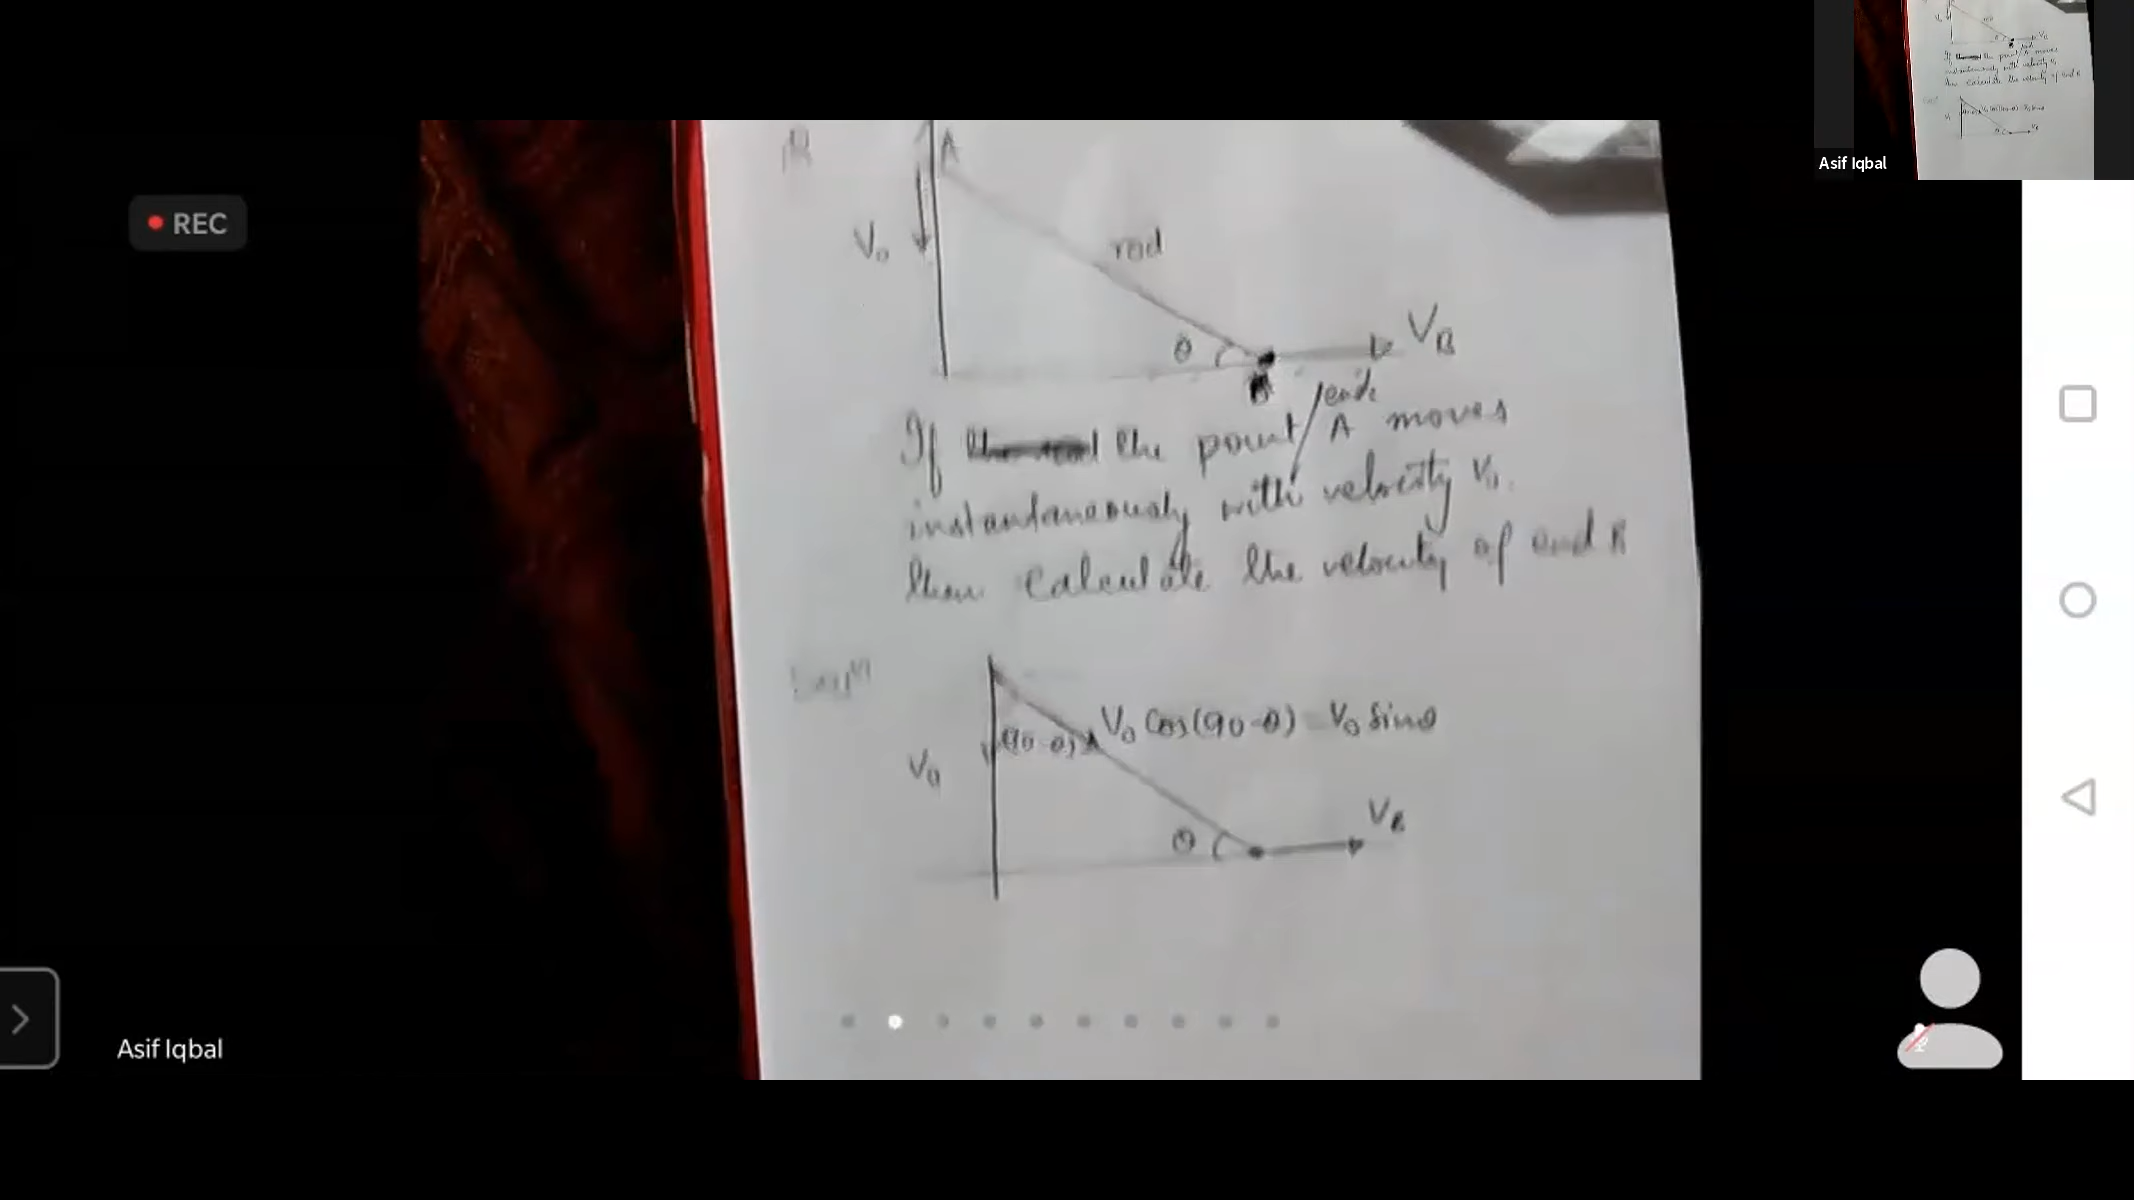 Asif Iqbal
REC
A
V₀
rod
θ
V_B
B
/end
If the point A moves
instantaneously with velocity V₀.
then calculate the velocity of end B
V₀
(90-θ)
V₀ Cos(90-θ) = V₀ Sinθ
θ
V_B
Asif Iqbal